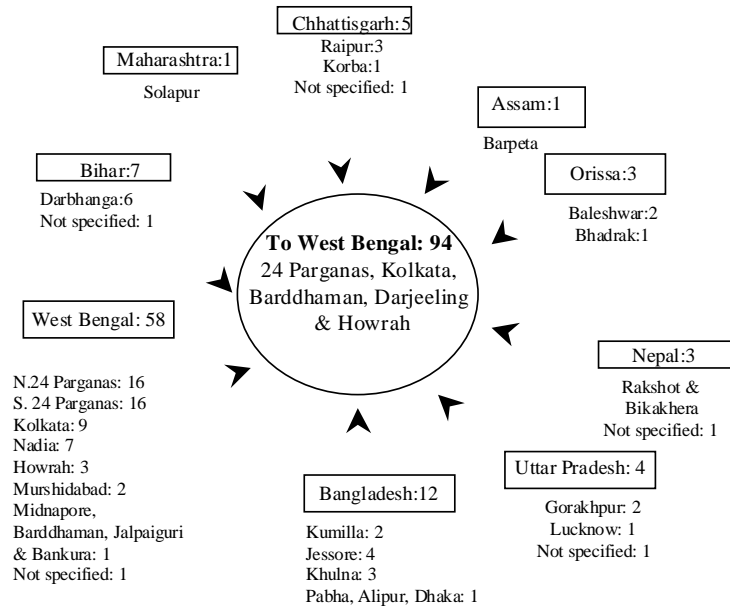 Chhattisgarh:5
Raipur:3
Korba:1
Not specified: 1
Maharashtra:1
Solapur
Assam:1
Barpeta
Bihar:7
Darbhanga:6
Not specified: 1
Orissa:3
Baleshwar:2
Bhadrak:1
To West Bengal: 94
24 Parganas, Kolkata,
Barddhaman, Darjeeling
& Howrah
West Bengal: 58
N.24 Parganas: 16
S. 24 Parganas: 16
Kolkata: 9
Nadia: 7
Howrah: 3
Murshidabad: 2
Midnapore,
Barddhaman, Jalpaiguri
& Bankura: 1
Not specified: 1
Nepal:3
Rakshot &
Bikakhera
Not specified: 1
Uttar Pradesh: 4
Gorakhpur: 2
Lucknow: 1
Not specified: 1
Bangladesh:12
Kumilla: 2
Jessore: 4
Khulna: 3
Pabha, Alipur, Dhaka: 1